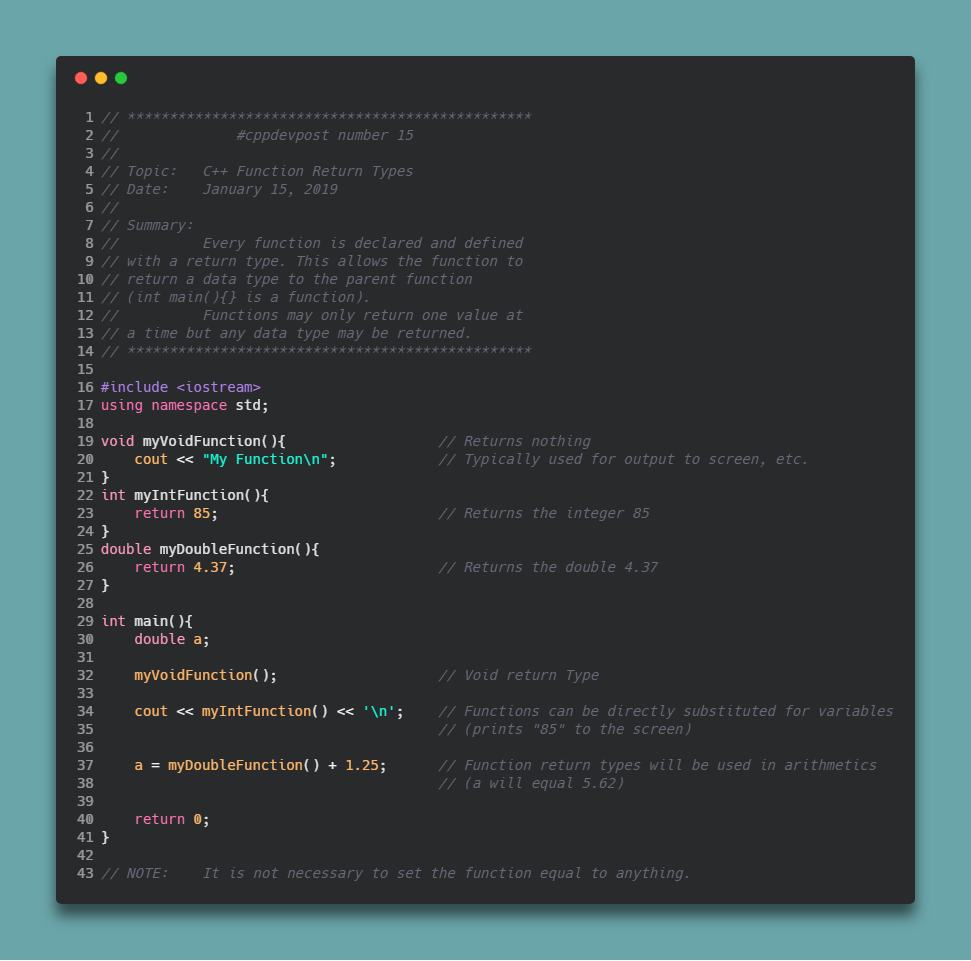 1 // ************************************************
2 //              #cppdevpost number 15
3 //
4 // Topic:   C++ Function Return Types
5 // Date:    January 15, 2019
6 //
7 // Summary:
8 //          Every function is declared and defined
9 // with a return type. This allows the function to
10 // return a data type to the parent function
11 // (int main(){} is a function).
12 //          Functions may only return one value at
13 // a time but any data type may be returned.
14 // ************************************************
15
16 #include <iostream>
17 using namespace std;
18
19 void myVoidFunction(){                  // Returns nothing
20     cout << "My Function\n";            // Typically used for output to screen, etc.
21 }
22 int myIntFunction(){
23     return 85;                          // Returns the integer 85
24 }
25 double myDoubleFunction(){
26     return 4.37;                        // Returns the double 4.37
27 }
28
29 int main(){
30     double a;
31
32     myVoidFunction();                   // Void return Type
33
34     cout << myIntFunction() << '\n';    // Functions can be directly substituted for variables
35                                         // (prints "85" to the screen)
36
37     a = myDoubleFunction() + 1.25;      // Function return types will be used in arithmetics
38                                         // (a will equal 5.62)
39
40     return 0;
41 }
42
43 // NOTE:    It is not necessary to set the function equal to anything.